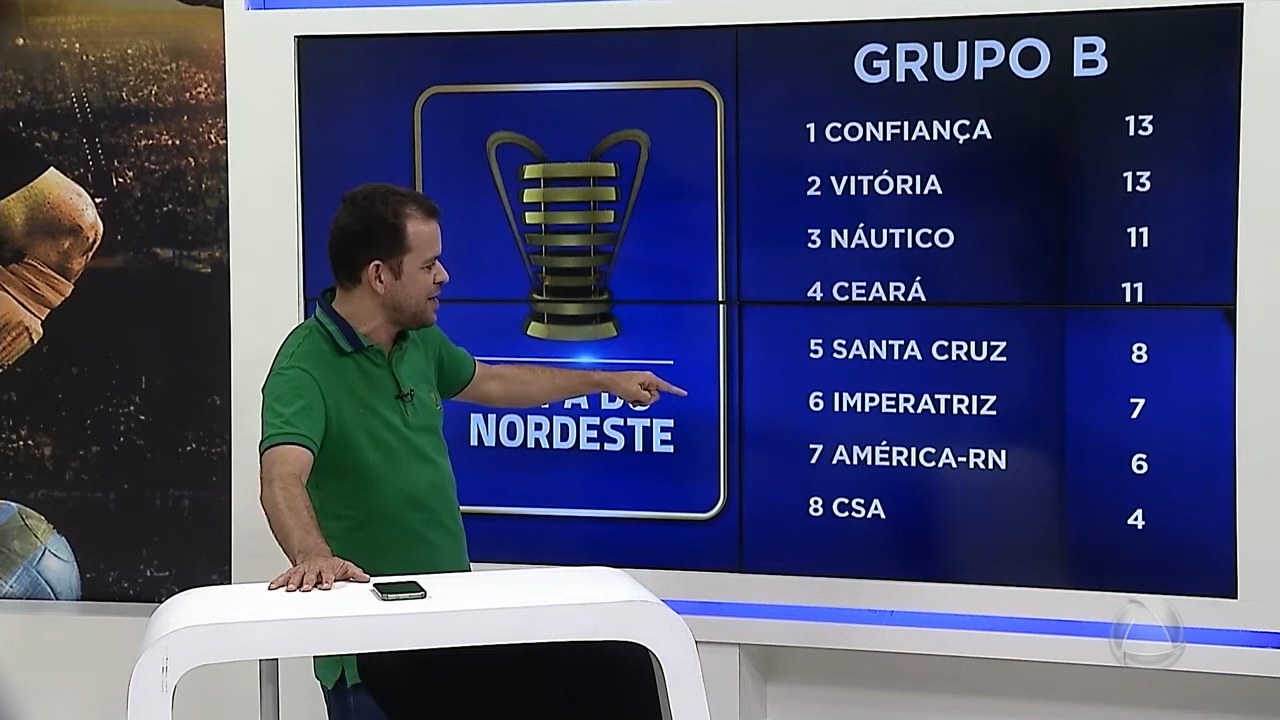 NORDESTE
GRUPO B
1 CONFIANÇA 13
2 VITÓRIA 13
3 NÁUTICO 11
4 CEARÁ 11
5 SANTA CRUZ 8
6 IMPERATRIZ 7
7 AMÉRICA-RN 6
8 CSA 4